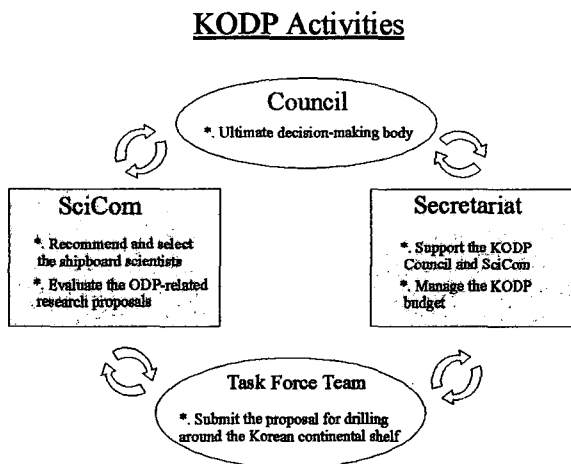 KODP Activities
Council
*. Ultimate decision-making body
SciCom
*. Recommend and select
the shipboard scientists
*. Evaluate the ODP-related
research proposals
Secretariat
*. Support the KODP
Council and SciCom
*. Manage the KODP
budget
Task Force Team
*. Submit the proposal for drilling
around the Korean continental shelf